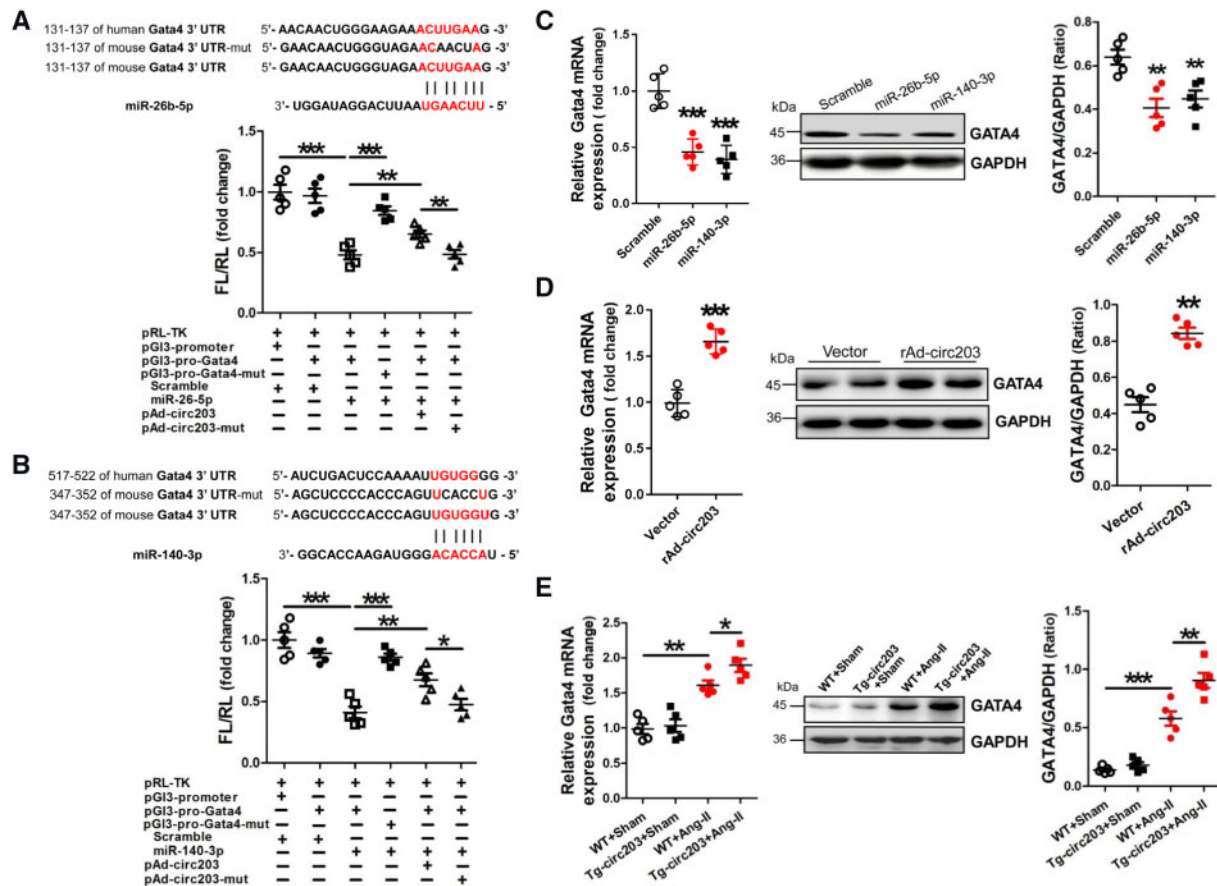 A
131-137 of human Gata4 3' UTR 5'- AACAACUGGGAAGAAACUUGAAG -3'
131-137 of mouse Gata4 3' UTR-mut 5'- GAACAACUGGGUAGAACAACUAG -3'
131-137 of mouse Gata4 3' UTR 5'- GAACAACUGGGUAGAACUUGAAG -3'
miR-26b-5p 3'- UGGAUAGGACUUAAUGAACUU - 5'
FL/RL (fold change)
1.5
1.0
0.5
0.0
*** *** ** **
pRL-TK + + + + + +
pGl3-promoter + — — — — —
pGl3-pro-Gata4 — + + — + +
pGl3-pro-Gata4-mut — — — + — —
Scramble + + — — — —
miR-26-5p — — + + + +
pAd-circ203 — — — — + —
pAd-circ203-mut — — — — — +
B
517-522 of human Gata4 3' UTR 5'- AUCUGACUCCAAAAUUGUGGGG -3'
347-352 of mouse Gata4 3' UTR-mut 5'- AGCUCCCCACCCAGUUCACCUG -3'
347-352 of mouse Gata4 3' UTR 5'- AGCUCCCCACCCAGUUGUGGUG -3'
miR-140-3p 3'- GGCACCAAGAUGGGACACCAU - 5'
FL/RL (fold change)
1.5
1.0
0.5
0.0
*** *** ** *
pRL-TK + + + + + +
pGl3-promoter + — — — — —
pGl3-pro-Gata4 — + + — + +
pGl3-pro-Gata4-mut — — — + — —
Scramble + + — — — —
miR-140-3p — — + + + +
pAd-circ203 — — — — + —
pAd-circ203-mut — — — — — +
C
Relative Gata4 mRNA
expression ( fold change)
1.5
1.0
0.5
0.0
*** ***
Scramble
miR-26b-5p
miR-140-3p
kDa
Scramble
miR-26b-5p
miR-140-3p
45
36
GATA4
GAPDH
GATA4/GAPDH (Ratio)
0.8
0.6
0.4
0.2
0.0
** **
Scramble
miR-26b-5p
miR-140-3p
D
Relative Gata4 mRNA
expression ( fold change)
2.0
1.5
1.0
0.5
0.0
***
Vector
rAd-circ203
kDa
Vector rAd-circ203
45
36
GATA4
GAPDH
GATA4/GAPDH (Ratio)
1.0
0.8
0.6
0.4
0.2
0.0
**
Vector
rAd-circ203
E
Relative Gata4 mRNA
expression (fold change)
2.5
2.0
1.5
1.0
0.5
0.0
** *
WT+Sham
Tg-circ203+Sham
WT+Ang-II
Tg-circ203+Ang-II
kDa
WT+Sham
Tg-circ203
+Sham
WT+Ang-II
Tg-circ203
+Ang-II
45
36
GATA4
GAPDH
GATA4/GAPDH (Ratio)
1.5
1.0
0.5
0.0
*** **
WT+Sham
Tg-circ203+Sham
WT+Ang-II
Tg-circ203+Ang-II